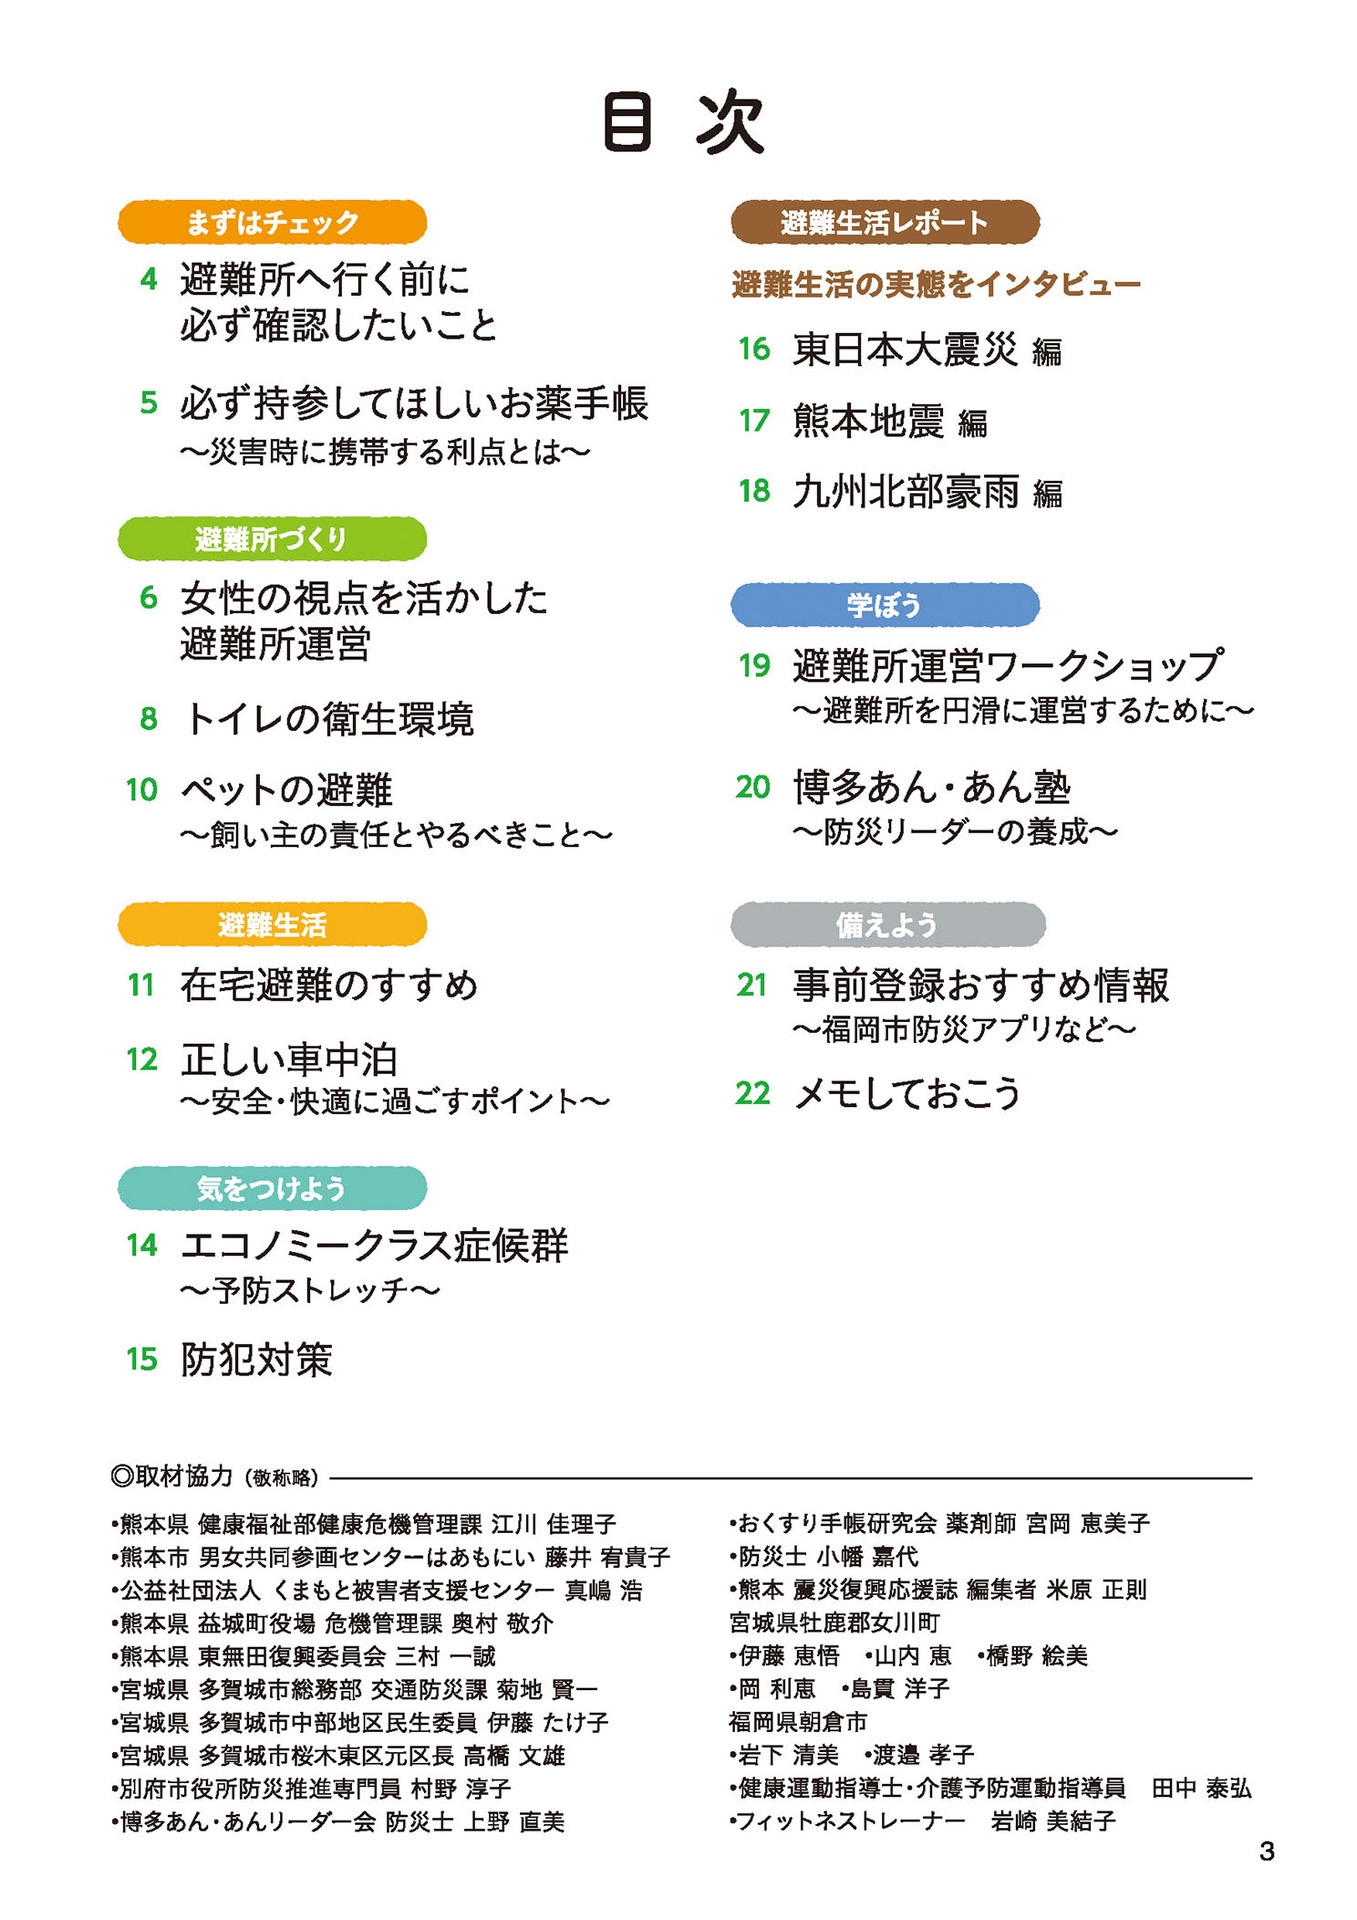 目次
まずはチェック
4 避難所へ行く前に
必ず確認したいこと
5 必ず持参してほしいお薬手帳
〜災害時に携帯する利点とは〜
避難所づくり
6 女性の視点を活かした
避難所運営
8 トイレの衛生環境
10 ペットの避難
〜飼い主の責任とやるべきこと〜
避難生活
11 在宅避難のすすめ
12 正しい車中泊
〜安全・快適に過ごすポイント〜
気をつけよう
14 エコノミークラス症候群
〜予防ストレッチ〜
15 防犯対策
避難生活レポート
避難生活の実態をインタビュー
16 東日本大震災 編
17 熊本地震 編
18 九州北部豪雨 編
学ぼう
19 避難所運営ワークショップ
〜避難所を円滑に運営するために〜
20 博多あん・あん塾
〜防災リーダーの養成〜
備えよう
21 事前登録おすすめ情報
〜福岡市防災アプリなど〜
22 メモしておこう
◎取材協力（敬称略）
・熊本県 健康福祉部健康危機管理課 江川 佳理子
・熊本市 男女共同参画センターはあもにい 藤井 宥貴子
・公益社団法人 くまもと被害者支援センター 真嶋 浩
・熊本県 益城町役場 危機管理課 奥村 敬介
・熊本県 東無田復興委員会 三村 一誠
・宮城県 多賀城市総務部 交通防災課 菊地 賢一
・宮城県 多賀城市中部地区民生委員 伊藤 たけ子
・宮城県 多賀城市桜木東区元区長 高橋 文雄
・別府市役所防災推進専門員 村野 淳子
・博多あん・あんリーダー会 防災士 上野 直美
・おくすり手帳研究会 薬剤師 宮岡 恵美子
・防災士 小幡 嘉代
・熊本 震災復興応援誌 編集者 米原 正則
宮城県牡鹿郡女川町
・伊藤 恵悟 ・山内 恵 ・橋野 絵美
・岡 利恵 ・島貫 洋子
福岡県朝倉市
・岩下 清美 ・渡邉 孝子
・健康運動指導士・介護予防運動指導員 田中 泰弘
・フィットネストレーナー 岩崎 美結子
3